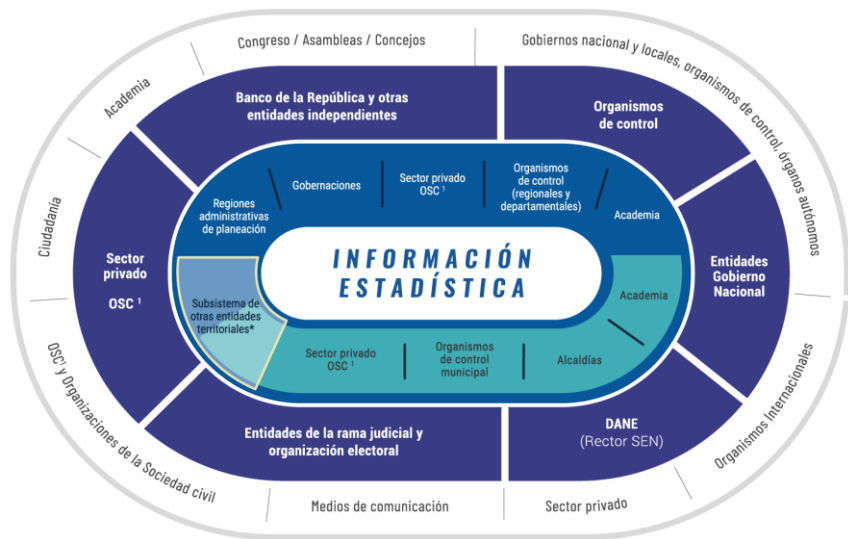 Congreso / Asambleas / Concejos
Gobiernos nacional y locales, organismos de control, órganos autónomos
Academia
Ciudadanía
Banco de la República y otras
entidades independientes
Organismos
de control
Gobernaciones
Sector privado
OSC ¹
Organismos
de control
(regionales y
departamentales)
Regiones
administrativas
de planeación
Academia
Sector
privado
OSC ¹
INFORMACIÓN
ESTADÍSTICA
Entidades
Gobierno
Nacional
Subsistema de
otras entidades
territoriales*
Academia
Sector privado
OSC ¹
Organismos
de control
municipal
Alcaldías
Entidades de la rama judicial y
organización electoral
DANE
(Rector SEN)
OSC¹ y Organizaciones de la Sociedad civil
Medios de comunicación
Sector privado
Organismos Internacionales